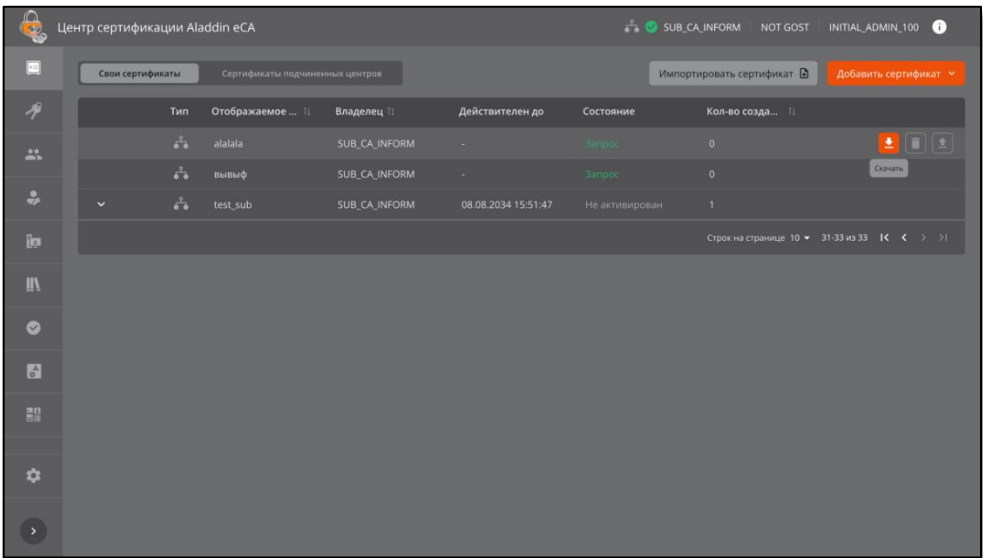 Центр сертификации Aladdin eCA SUB_CA_INFORM NOT GOST INITIAL_ADMIN_100
Свои сертификаты Сертификаты подчиненных центров Импортировать сертификат Добавить сертификат
Тип Отображаемое ... Владелец Действителен до Состояние Кол-во созда...
alalala SUB_CA_INFORM - Запрос 0
Скачать
вывыф SUB_CA_INFORM - Запрос 0
test_sub SUB_CA_INFORM 08.08.2034 15:51:47 Не активирован 1
Строк на странице 10 31-33 из 33